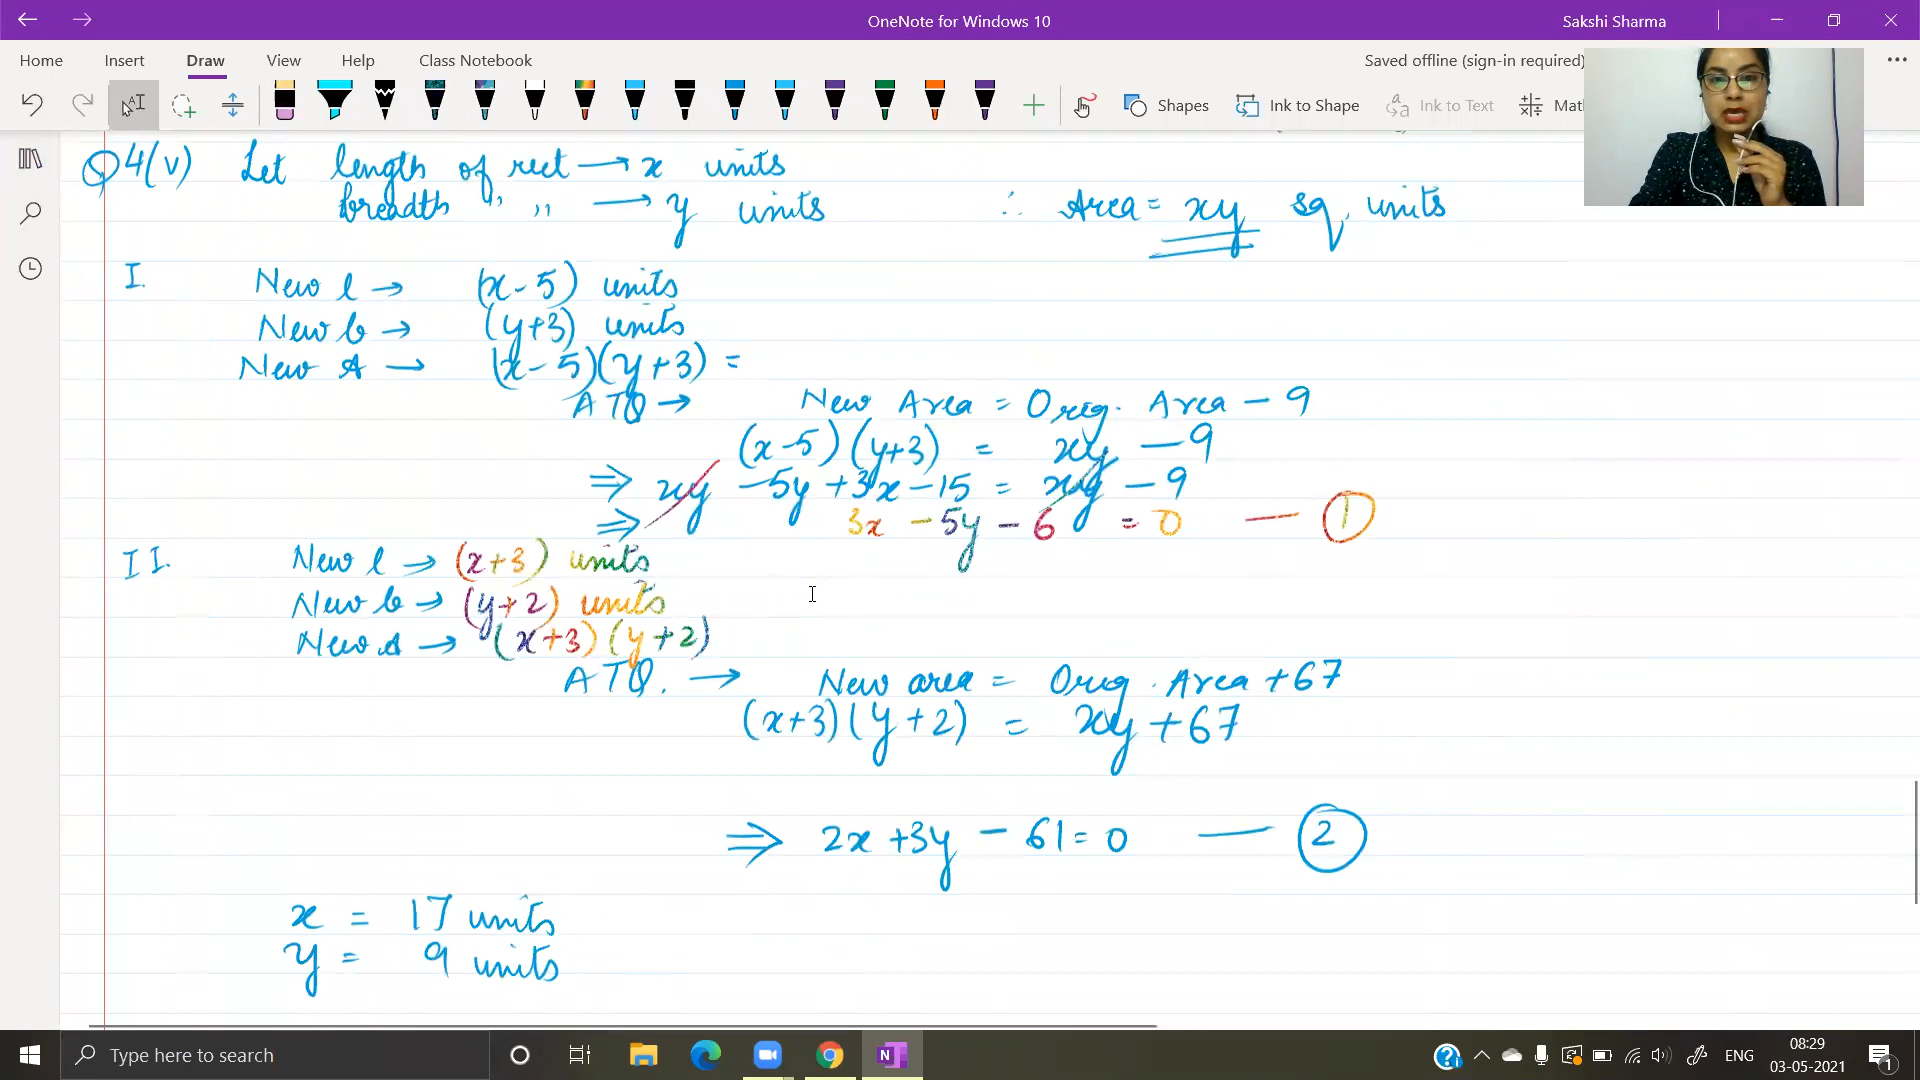 OneNote for Windows 10
Sakshi Sharma
Home Insert Draw View Help Class Notebook
Saved offline (sign-in required)
Shapes Ink to Shape Ink to Text Mat
Q4(v) Let length of rect → x units
breadth " " → y units ∴ Area = xy sq. units
I. New l → (x-5) units
New b → (y+3) units
New A → (x-5)(y+3) =
ATQ → New Area = Orig. Area - 9
(x-5)(y+3) = xy - 9
⇒ xy - 5y + 3x - 15 = xy - 9
⇒ 3x - 5y - 6 = 0 — 1
II. New l → (x+3) units
New b → (y+2) units
New A → (x+3)(y+2)
ATQ. → New area = Orig. Area + 67
(x+3)(y+2) = xy + 67
⇒ 2x + 3y - 61 = 0 — 2
x = 17 units
y = 9 units
Type here to search
ENG
08:29
03-05-2021
1